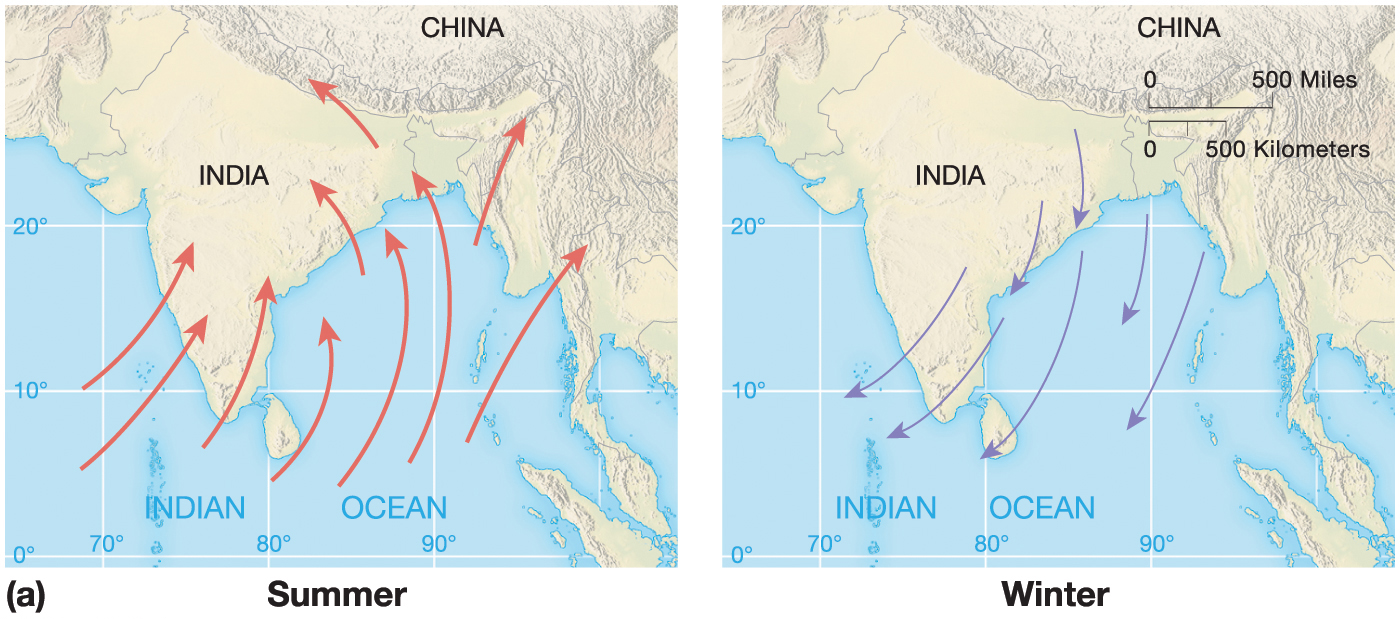 CHINA
INDIA
20°
10°
INDIAN OCEAN
70° 80° 90°
0°
(a) Summer
CHINA
0 500 Miles
0 500 Kilometers
INDIA
20°
10°
INDIAN OCEAN
70° 80° 90°
0°
Winter